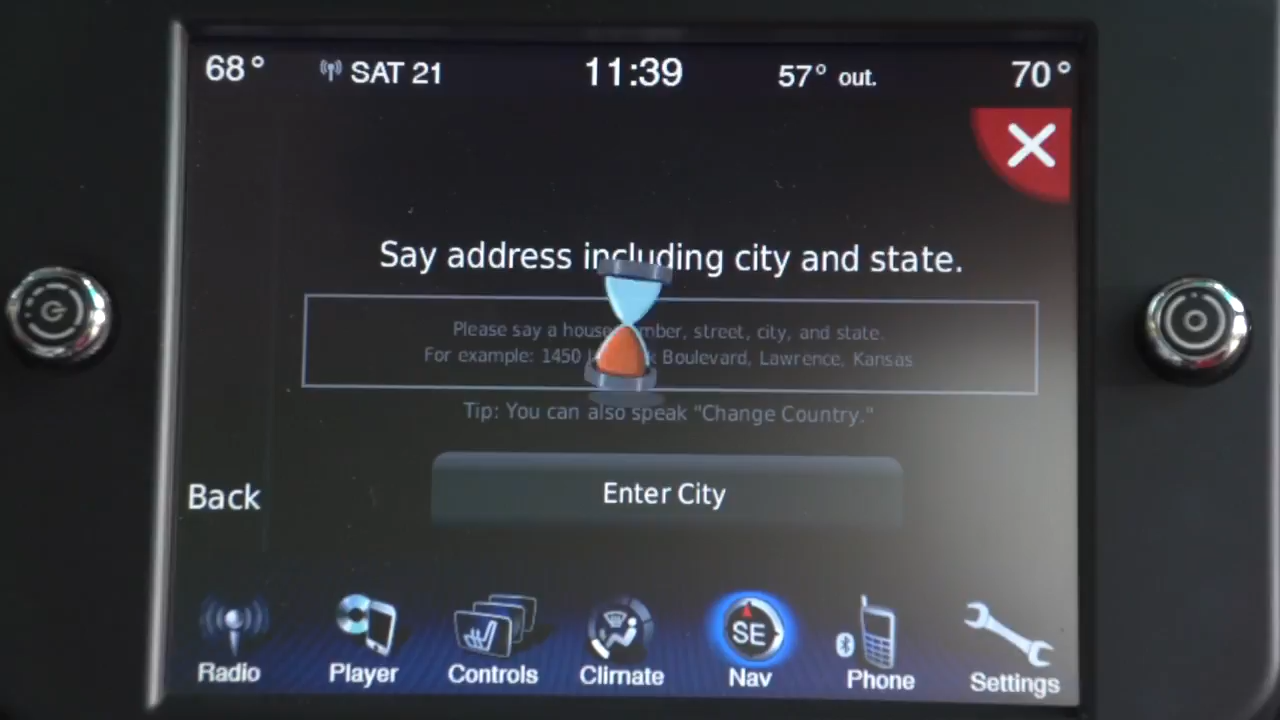 68° SAT 21 11:39 57° out. 70°
Say address including city and state.
Please say a house number, street, city, and state.
For example: 1450 Boulevard, Lawrence, Kansas
Tip: You can also speak "Change Country."
Enter City
Back
SE
Radio Player Controls Climate Nav Phone Settings